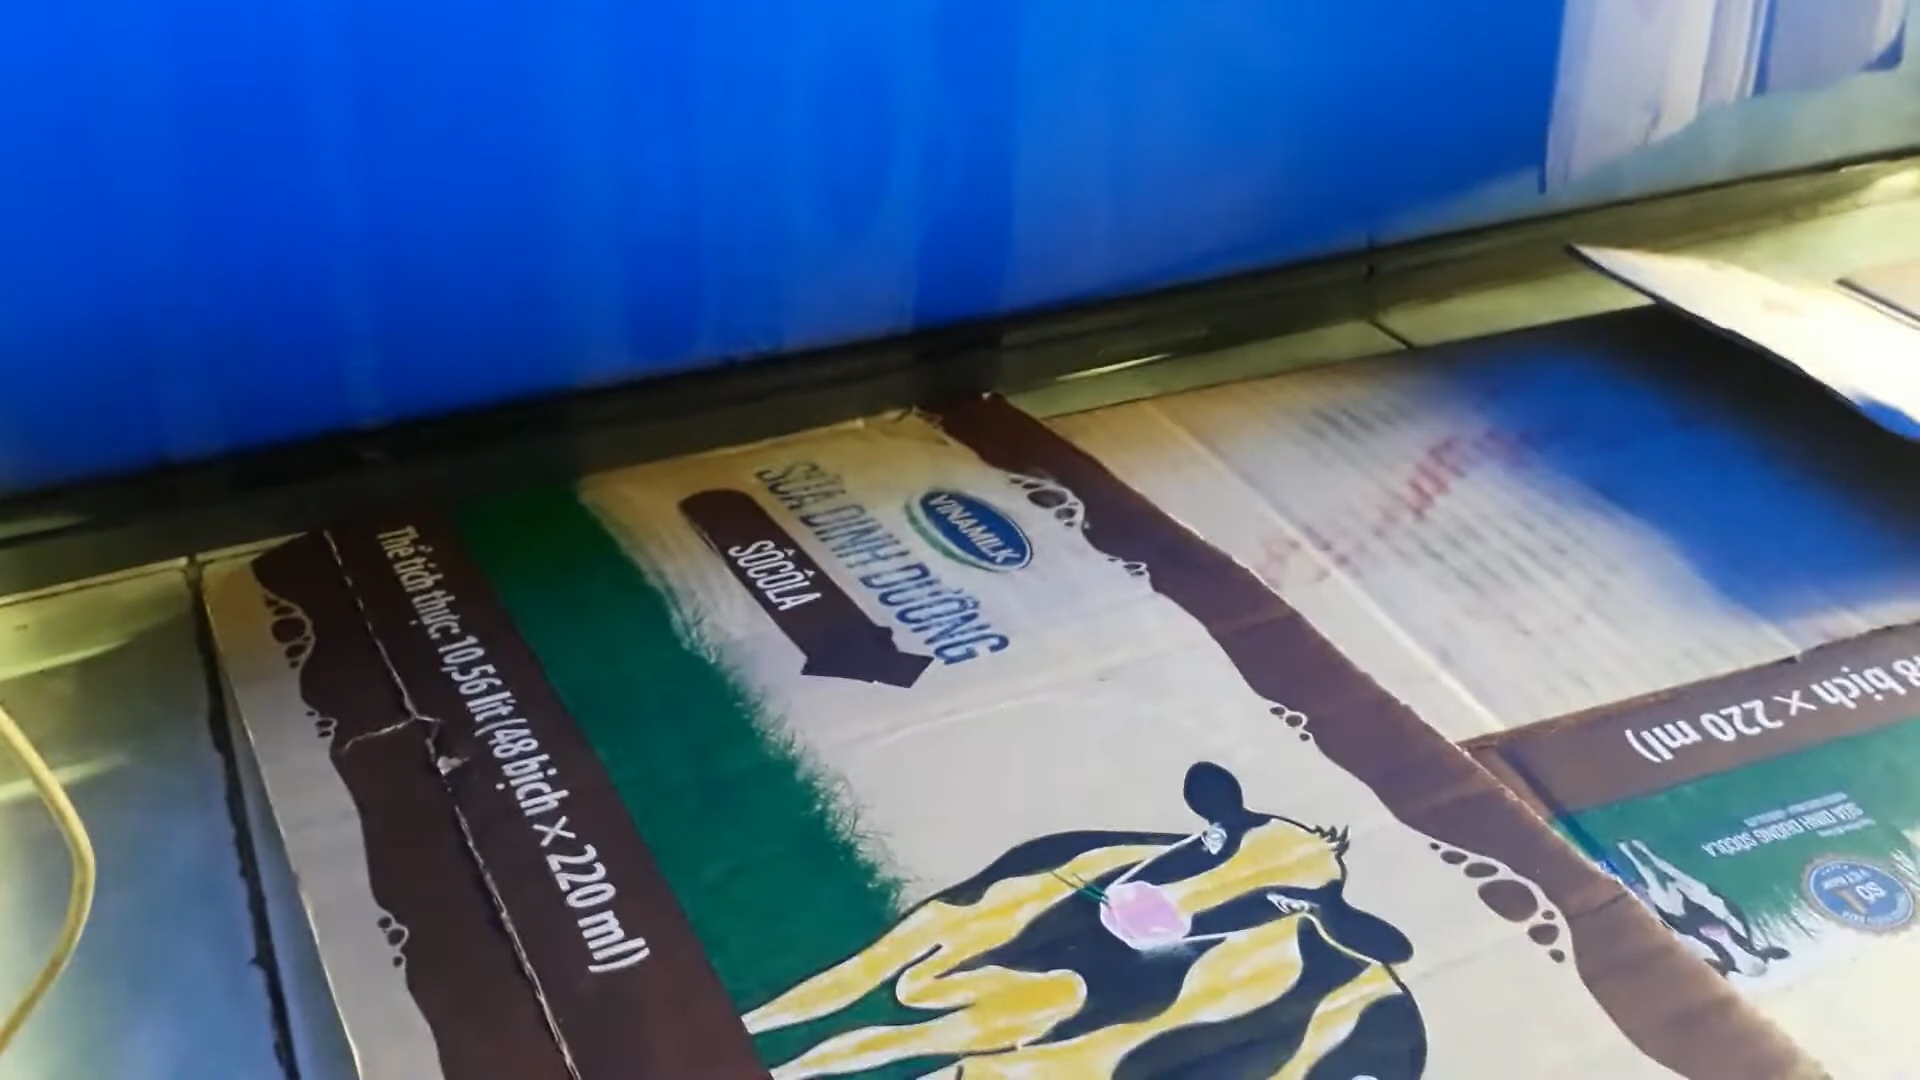 VINAMILK
SỮA DINH DƯỠNG
SÔCÔLA
Thể tích thực: 10,56 lít (48 bịch X 220 ml)
8 bịch X 220 ml)
SỮA DINH DƯỠNG SÔCÔLA